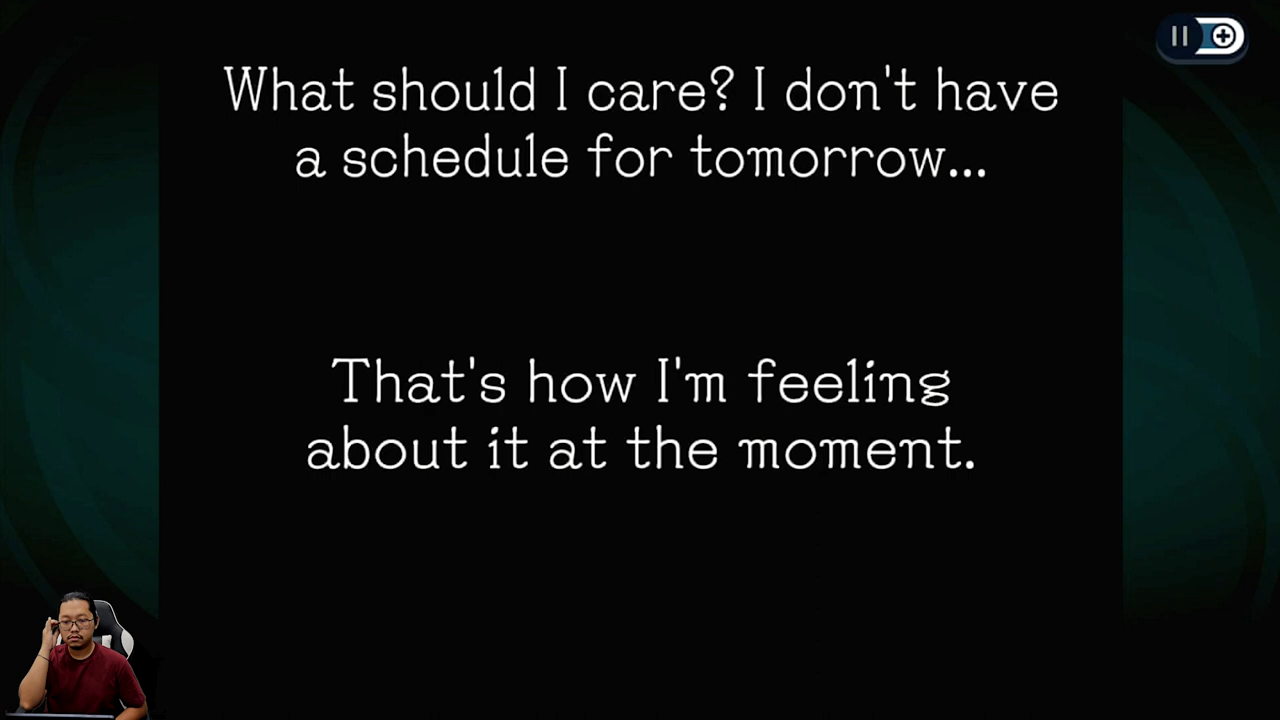 What should I care? I don't have
a schedule for tomorrow...
That's how I'm feeling
about it at the moment.